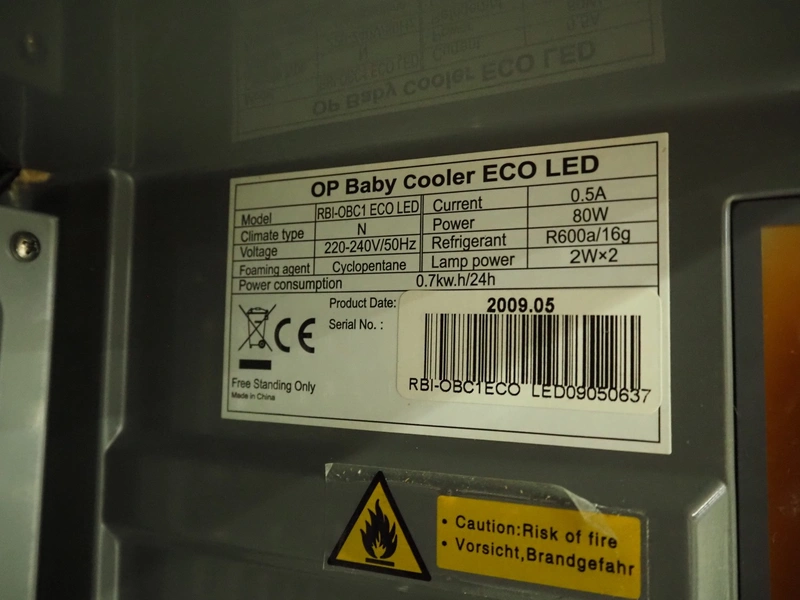 OP Baby Cooler ECO LED
Model RBI-OBC1 ECO LED Current 0.5A
Climate type N Power 80W
Voltage 220-240V/50Hz Refrigerant R600a/16g
Foaming agent Cyclopentane Lamp power 2W×2
Power consumption 0.7kw.h/24h
Product Date: 2009.05
Serial No. :
RBI-OBC1ECO LED09050637
CE
Free Standing Only
Made in China
• Caution:Risk of fire
• Vorsicht,Brandgefahr